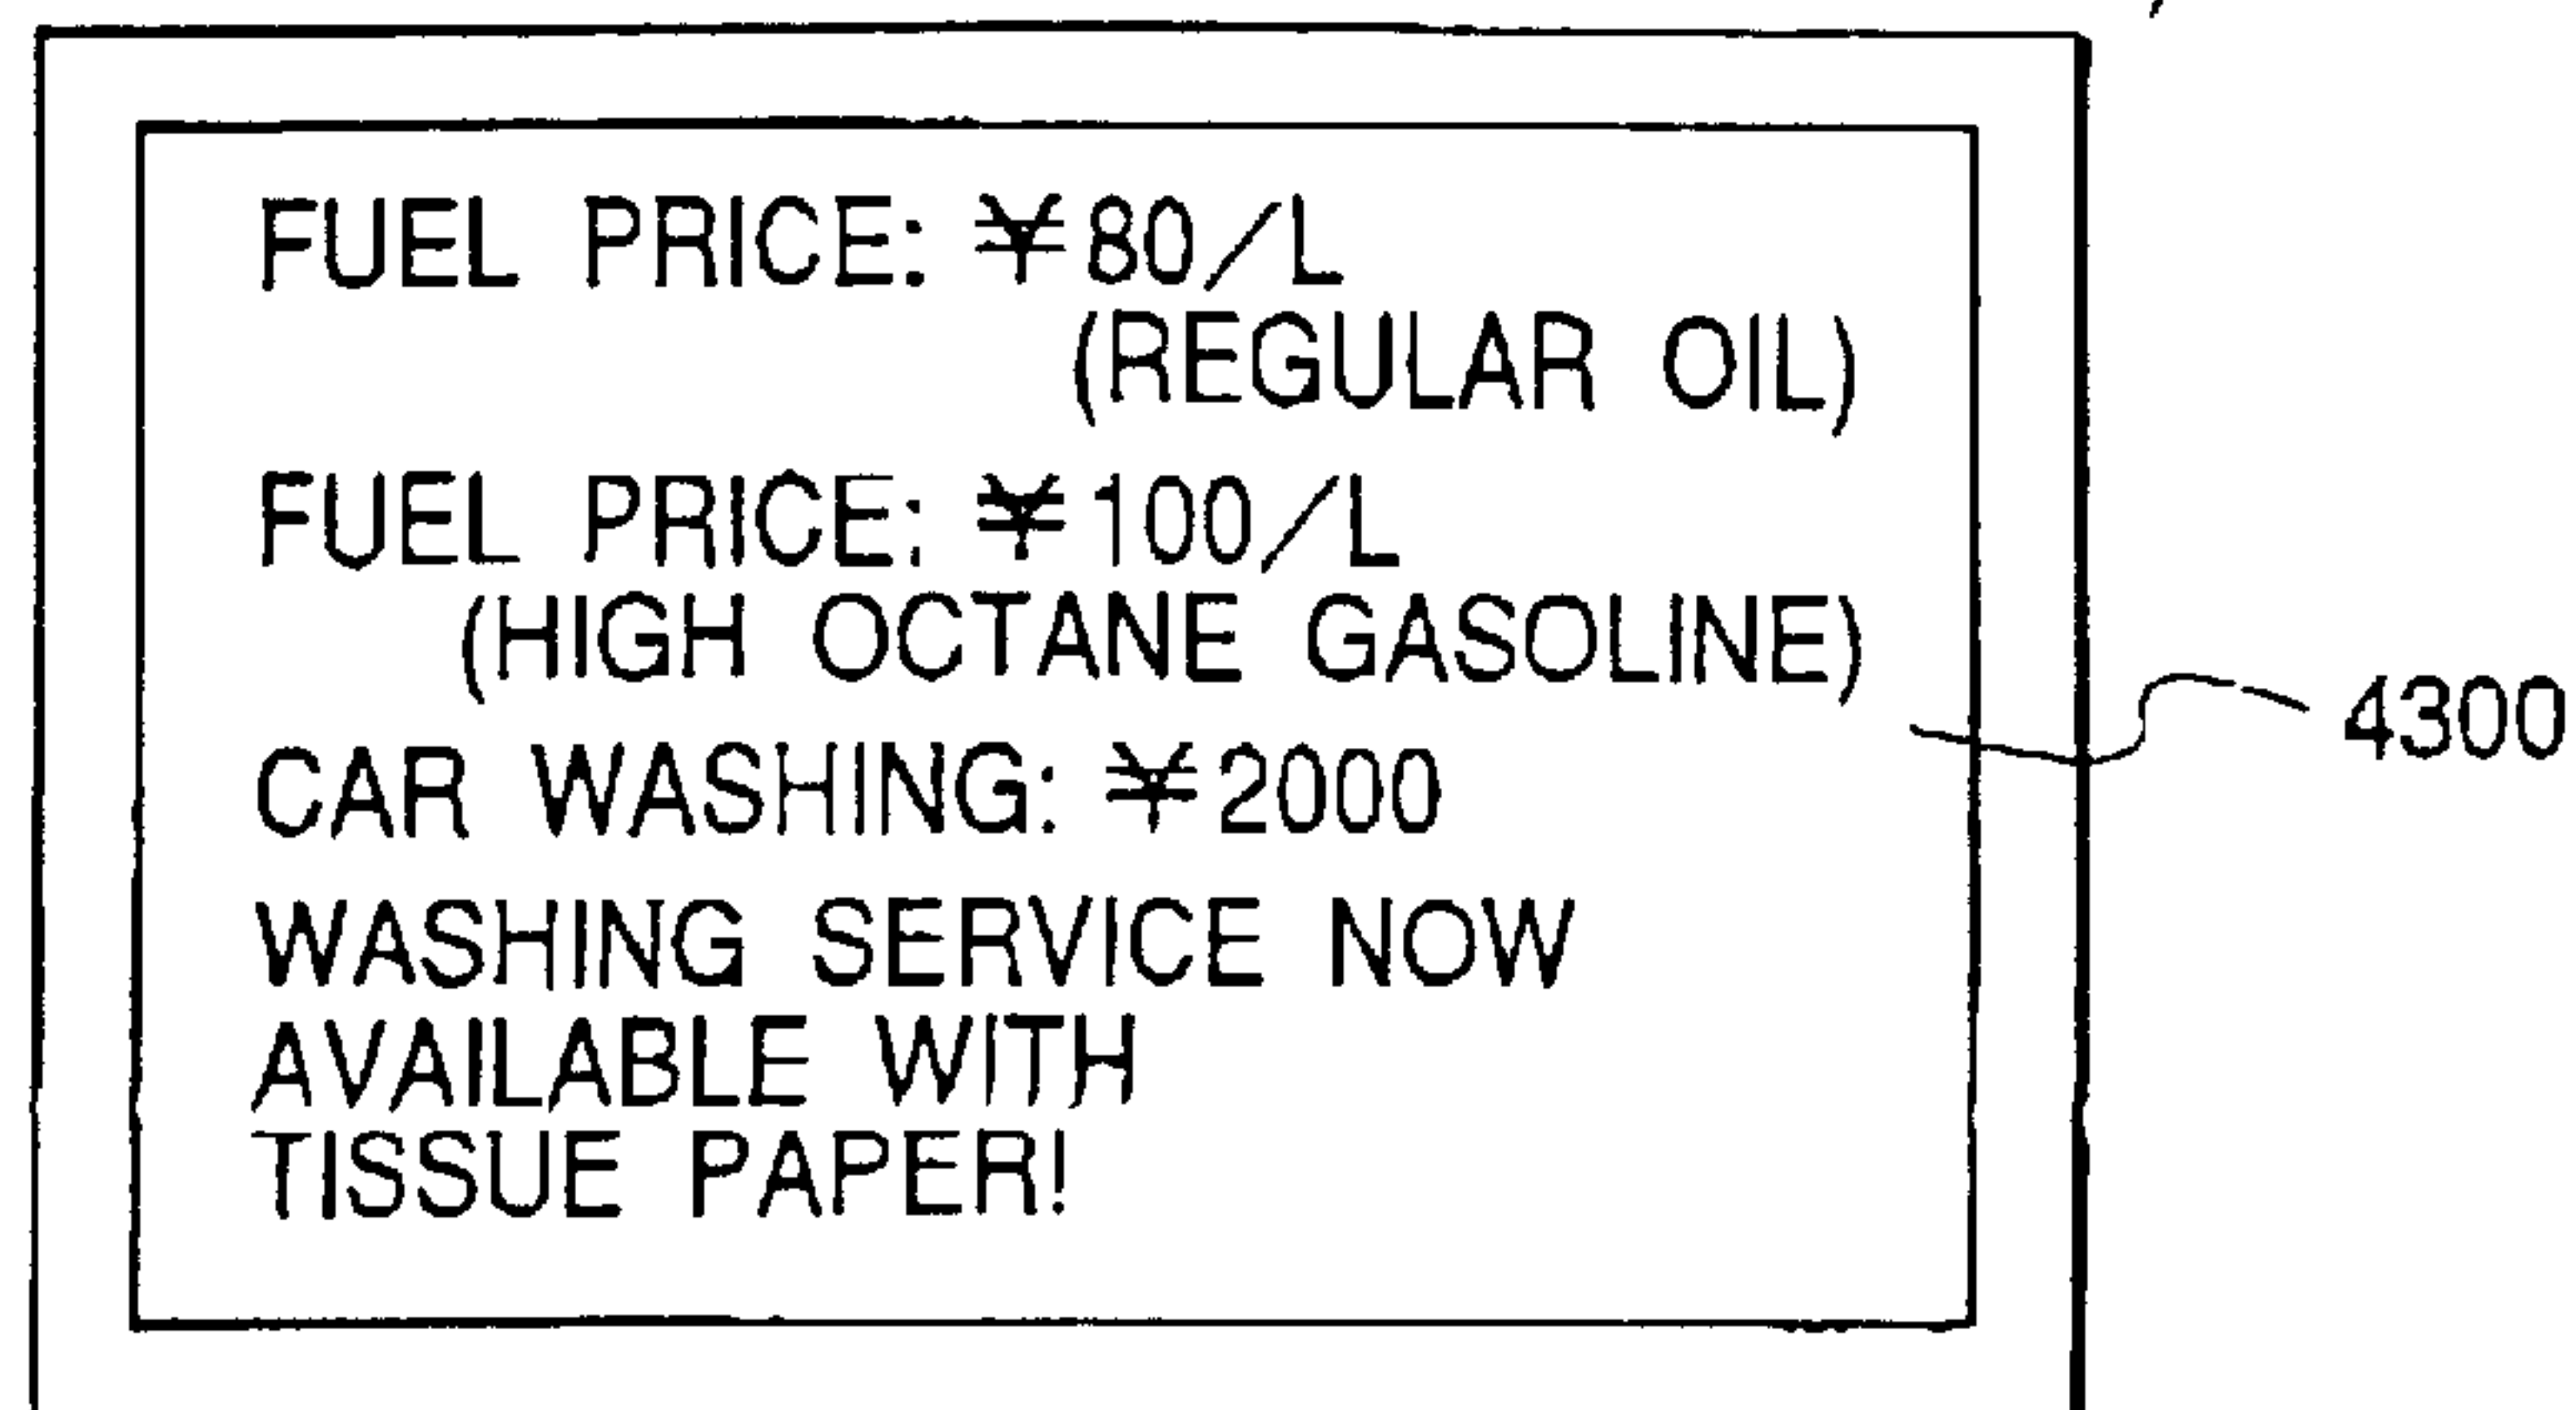 FUEL PRICE: ¥80/L
(REGULAR OIL)
FUEL PRICE: ¥100/L
(HIGH OCTANE GASOLINE)
4300
CAR WASHING: ¥2000
WASHING SERVICE NOW
AVAILABLE WITH
TISSUE PAPER!